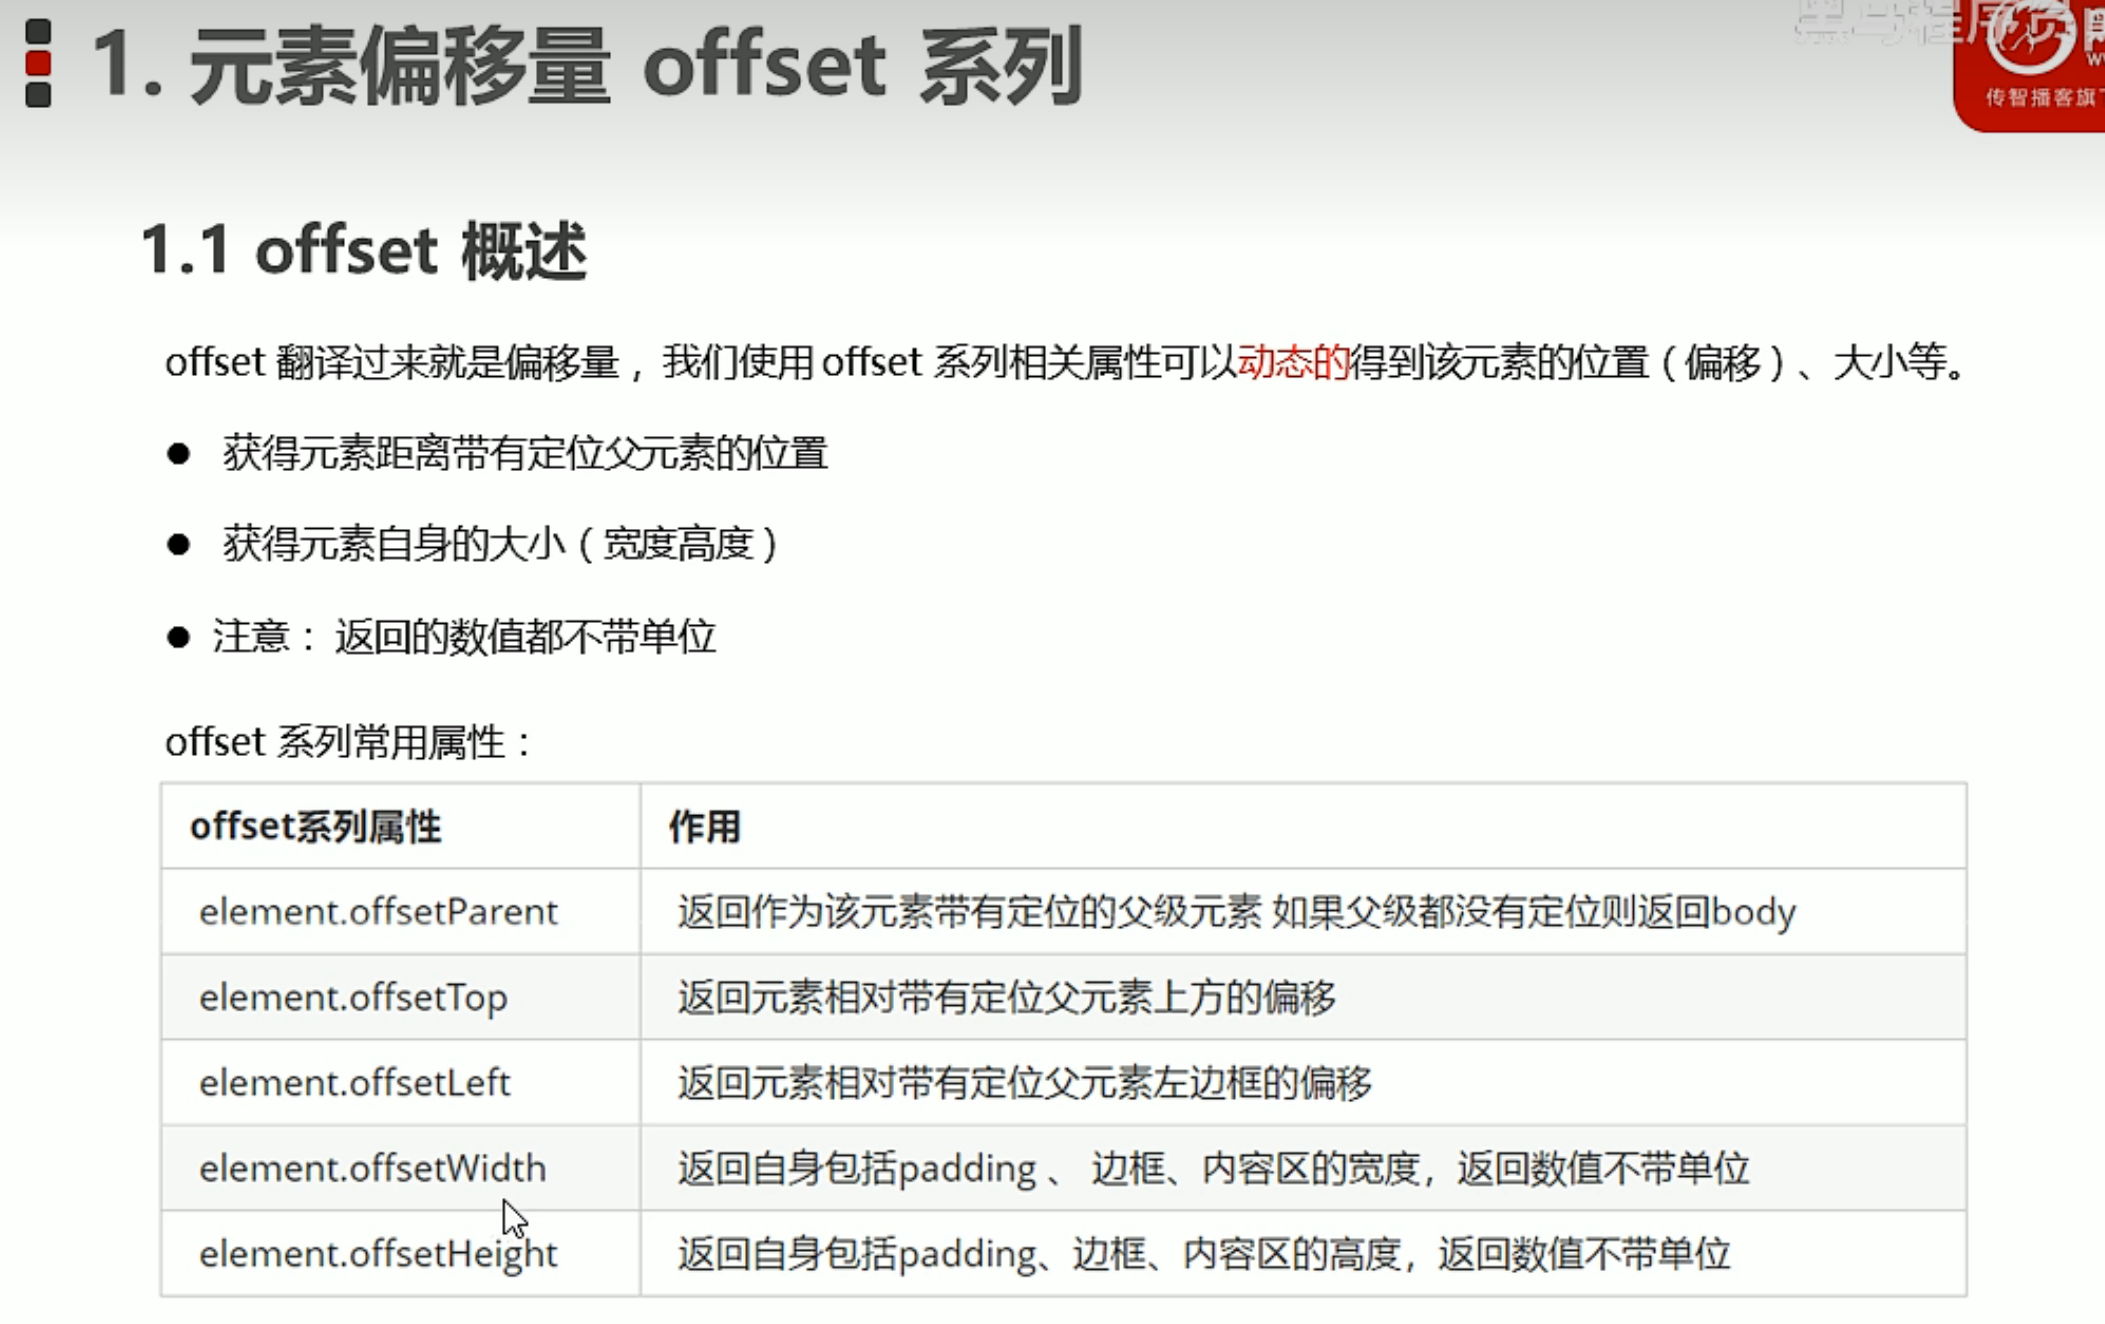 1. 元素偏移量 offset 系列
黑马程序员
传智播客旗
1.1 offset 概述
offset 翻译过来就是偏移量，我们使用 offset 系列相关属性可以动态的得到该元素的位置（偏移）、大小等。
● 获得元素距离带有定位父元素的位置
● 获得元素自身的大小（宽度高度）
● 注意：返回的数值都不带单位
offset 系列常用属性：
offset系列属性 作用
element.offsetParent 返回作为该元素带有定位的父级元素 如果父级都没有定位则返回body
element.offsetTop 返回元素相对带有定位父元素上方的偏移
element.offsetLeft 返回元素相对带有定位父元素左边框的偏移
element.offsetWidth 返回自身包括padding 、 边框、内容区的宽度，返回数值不带单位
element.offsetHeight 返回自身包括padding、边框、内容区的高度，返回数值不带单位